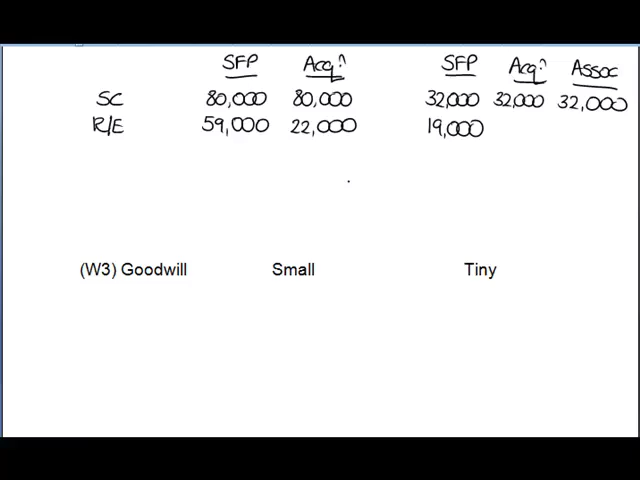 SFP Acqⁿ SFP Acqⁿ Assoc
SC 80,000 80,000 32,000 32,000 32,000
R/E 59,000 22,000 19,000
(W3) Goodwill Small Tiny